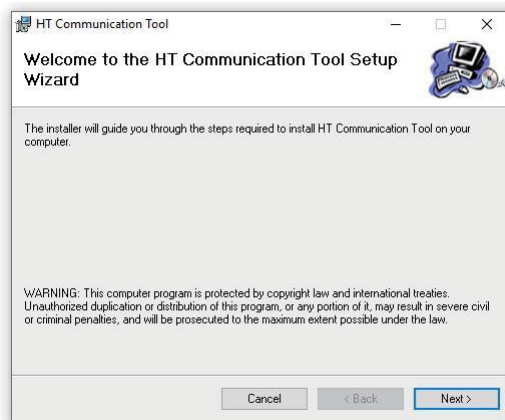 HT Communication Tool
Welcome to the HT Communication Tool Setup
Wizard
The installer will guide you through the steps required to install HT Communication Tool on your
computer.
WARNING: This computer program is protected by copyright law and international treaties.
Unauthorized duplication or distribution of this program, or any portion of it, may result in severe civil
or criminal penalties, and will be prosecuted to the maximum extent possible under the law.
Cancel < Back Next >